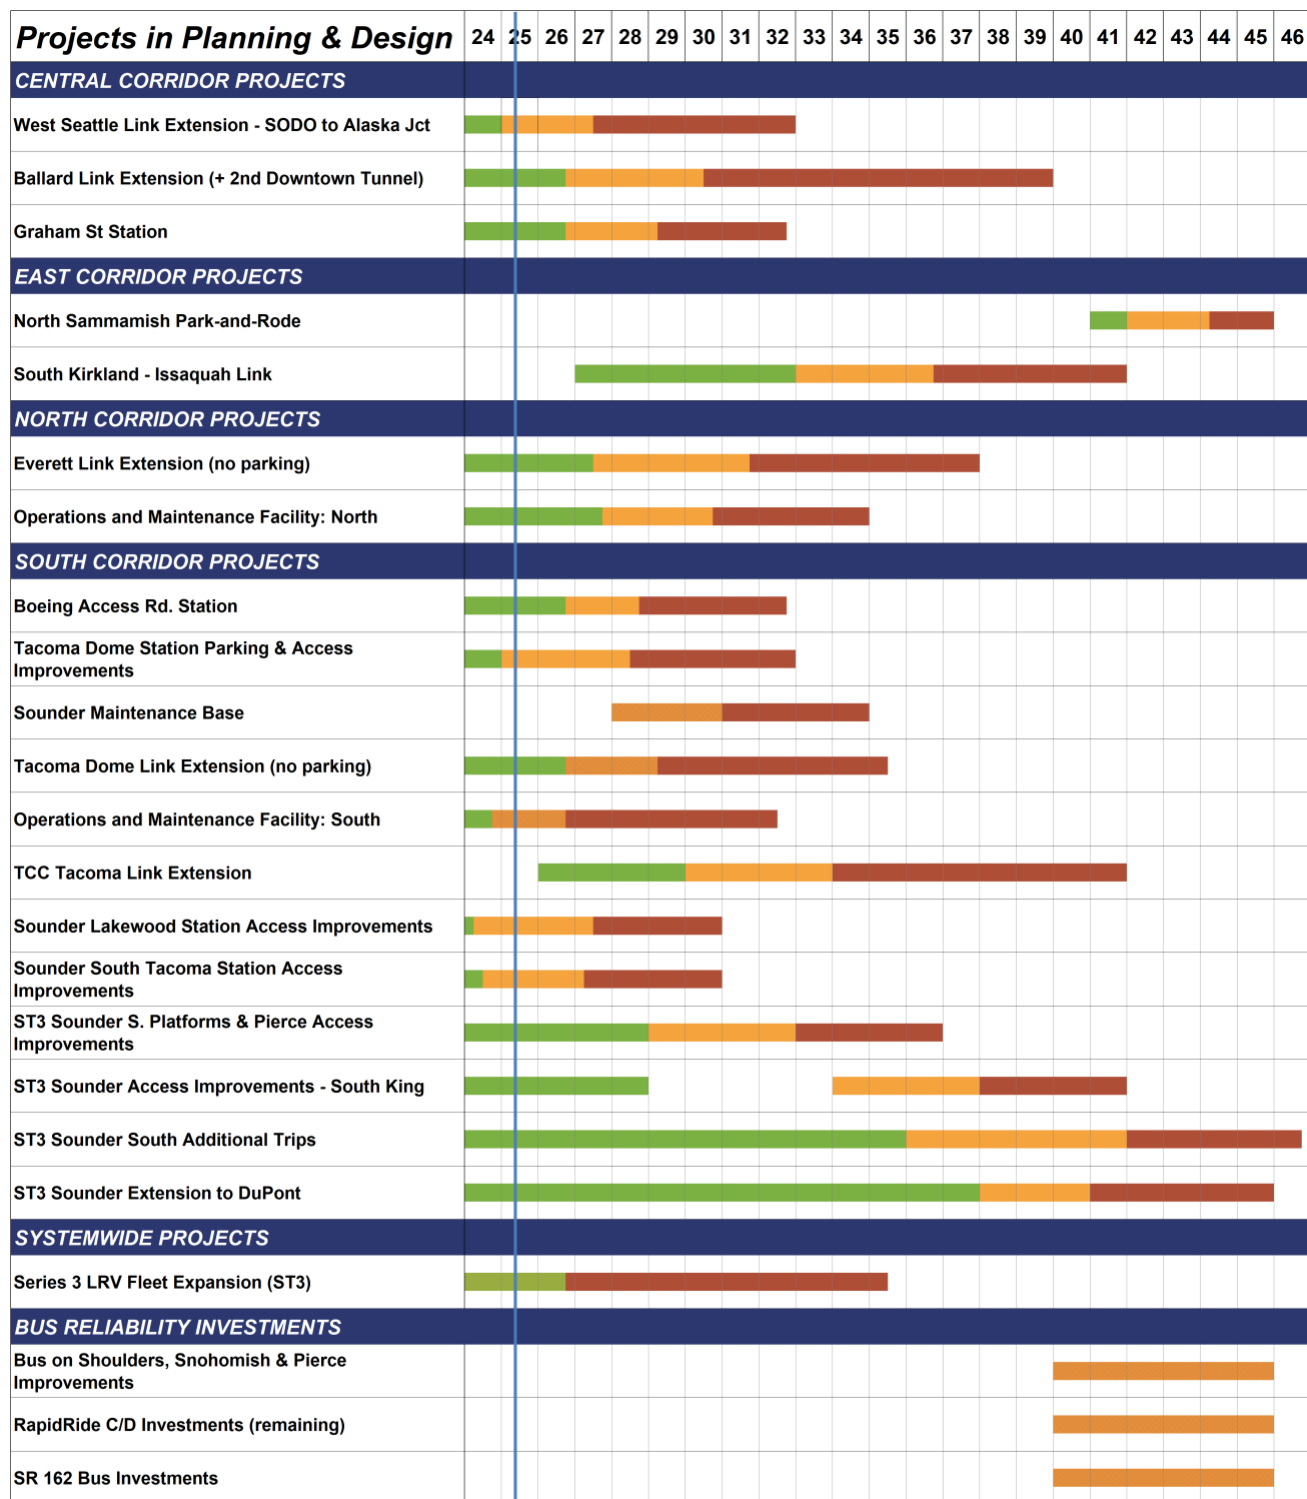 Projects in Planning & Design 24 25 26 27 28 29 30 31 32 33 34 35 36 37 38 39 40 41 42 43 44 45 46
CENTRAL CORRIDOR PROJECTS
West Seattle Link Extension - SODO to Alaska Jct
Ballard Link Extension (+ 2nd Downtown Tunnel)
Graham St Station
EAST CORRIDOR PROJECTS
North Sammamish Park-and-Rode
South Kirkland - Issaquah Link
NORTH CORRIDOR PROJECTS
Everett Link Extension (no parking)
Operations and Maintenance Facility: North
SOUTH CORRIDOR PROJECTS
Boeing Access Rd. Station
Tacoma Dome Station Parking & Access
Improvements
Sounder Maintenance Base
Tacoma Dome Link Extension (no parking)
Operations and Maintenance Facility: South
TCC Tacoma Link Extension
Sounder Lakewood Station Access Improvements
Sounder South Tacoma Station Access
Improvements
ST3 Sounder S. Platforms & Pierce Access
Improvements
ST3 Sounder Access Improvements - South King
ST3 Sounder South Additional Trips
ST3 Sounder Extension to DuPont
SYSTEMWIDE PROJECTS
Series 3 LRV Fleet Expansion (ST3)
BUS RELIABILITY INVESTMENTS
Bus on Shoulders, Snohomish & Pierce
Improvements
RapidRide C/D Investments (remaining)
SR 162 Bus Investments